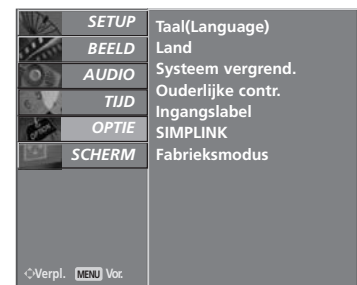 SETUP
BEELD
AUDIO
TIJD
OPTIE
SCHERM
Taal(Language)
Land
Systeem vergrend.
Ouderlijke contr.
Ingangslabel
SIMPLINK
Fabrieksmodus
Verpl. MENU Vor.